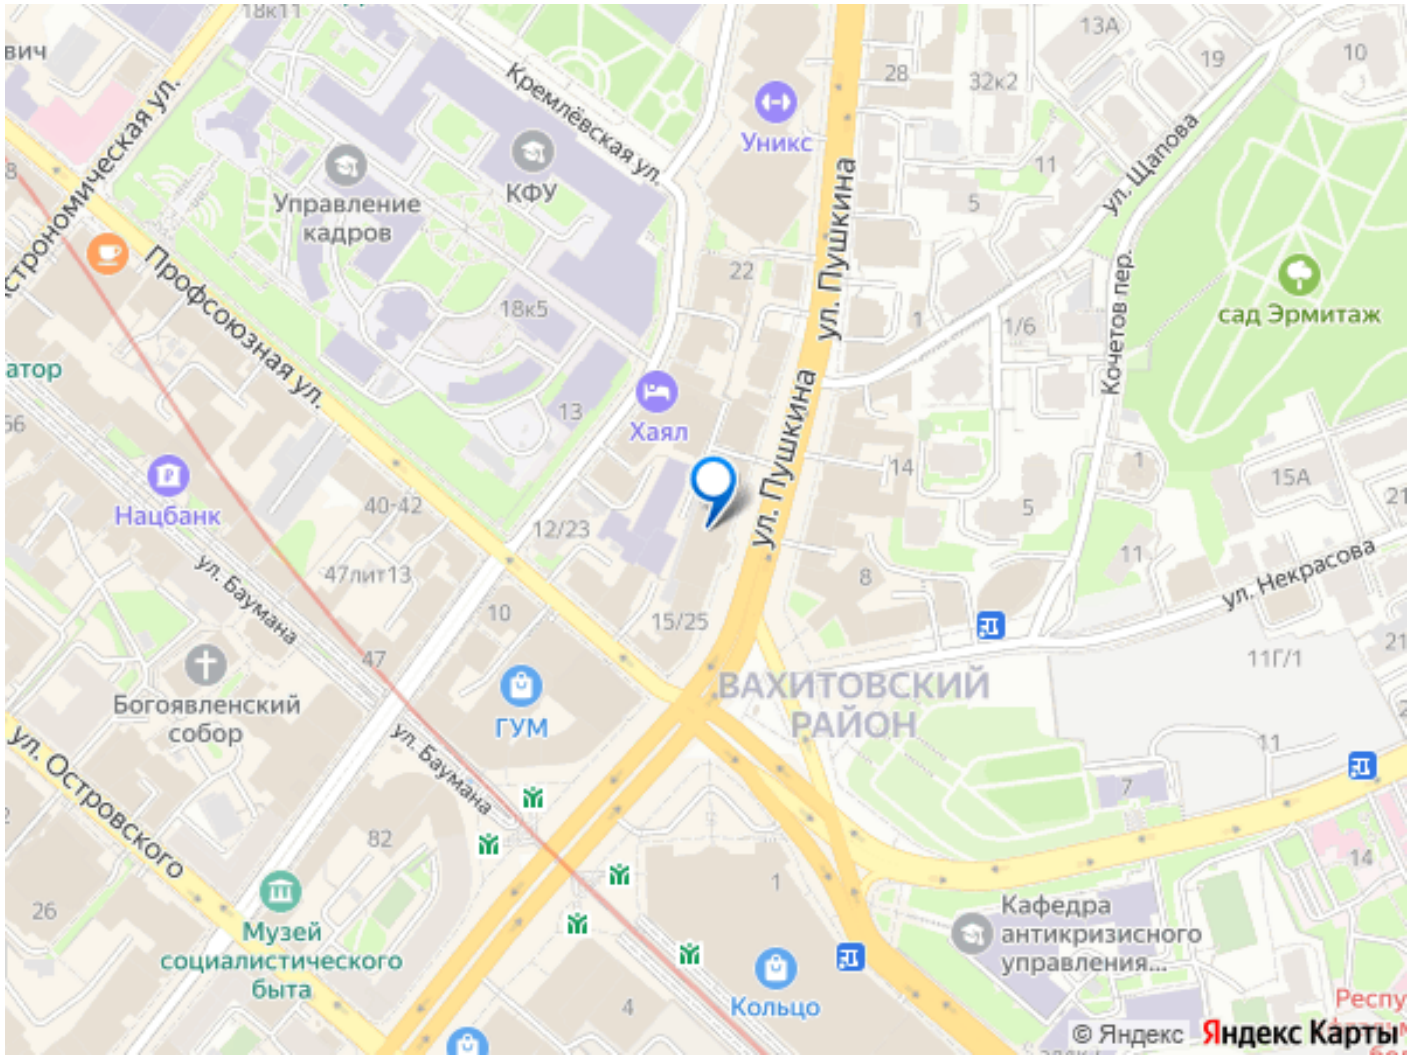 18к11
вич
13А
19
10
28
32к2
Кремлёвская ул.
Уникс
ул. Щапова
11
КФУ
Управление
кадров
5
8
Профсоюзная ул.
ул. Пушкина
22
Кочетов пер.
сад Эрмитаж
18к5
1
1/6
ул. Пушкина
атор
13
Хаял
66
14
1
15А
21
Нацбанк
40-42
12/23
ул. Пушкина
5
11
ул. Некрасова
47лит13
8
ул. Баумана
10
15/25
21
47
11Г/1
Богоявленский
собор
ГУМ
ВАХИТОВСКИЙ
РАЙОН
ул. Баумана
11
ул. Островского
7
82
14
1
26
Кафедра
антикризисного
управления...
Музей
социалистического
быта
Кольцо
4
Респу
© Яндекс
Яндекс Карты